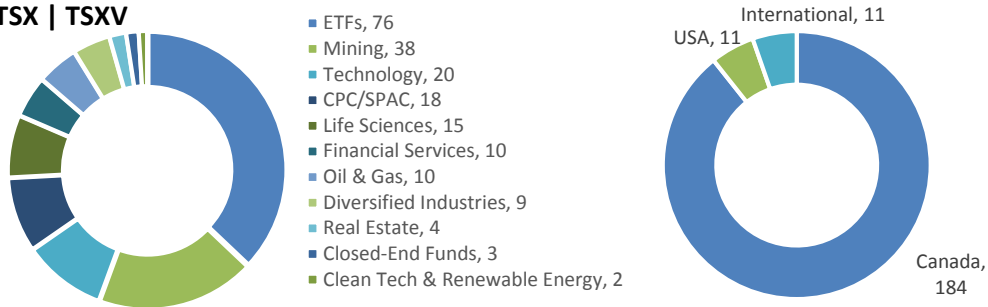 TSX | TSXV
ETFs, 76
Mining, 38
Technology, 20
CPC/SPAC, 18
Life Sciences, 15
Financial Services, 10
Oil & Gas, 10
Diversified Industries, 9
Real Estate, 4
Closed-End Funds, 3
Clean Tech & Renewable Energy, 2
International, 11
USA, 11
Canada,
184